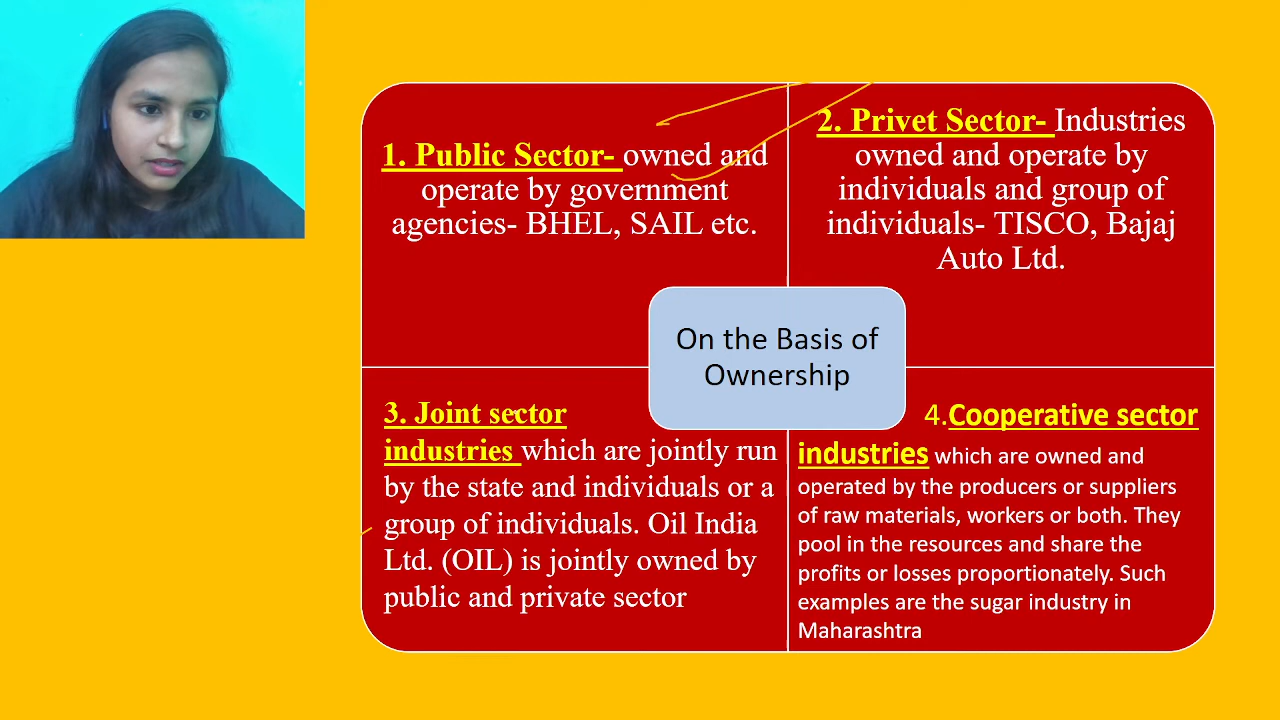 1. Public Sector- owned and
operate by government
agencies- BHEL, SAIL etc.
2. Privet Sector- Industries
owned and operate by
individuals and group of
individuals- TISCO, Bajaj
Auto Ltd.
On the Basis of
Ownership
3. Joint sector
industries which are jointly run
by the state and individuals or a
group of individuals. Oil India
Ltd. (OIL) is jointly owned by
public and private sector
4.Cooperative sector
industries which are owned and
operated by the producers or suppliers
of raw materials, workers or both. They
pool in the resources and share the
profits or losses proportionately. Such
examples are the sugar industry in
Maharashtra